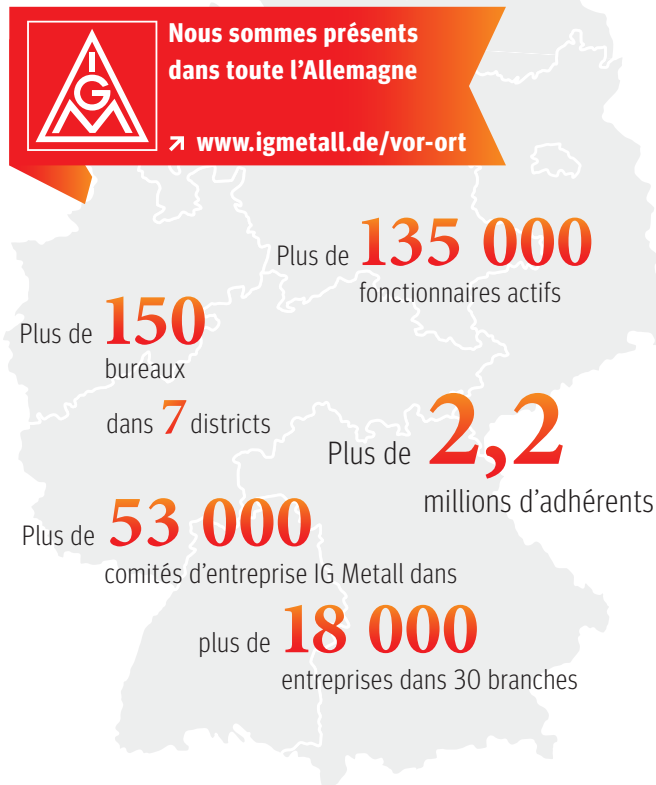 IGM
Nous sommes présents
dans toute l’Allemagne
↗ www.igmetall.de/vor-ort
Plus de 135 000
fonctionnaires actifs
Plus de 150
bureaux
dans 7 districts
Plus de 2,2
millions d’adhérents
Plus de 53 000
comités d’entreprise IG Metall dans
plus de 18 000
entreprises dans 30 branches